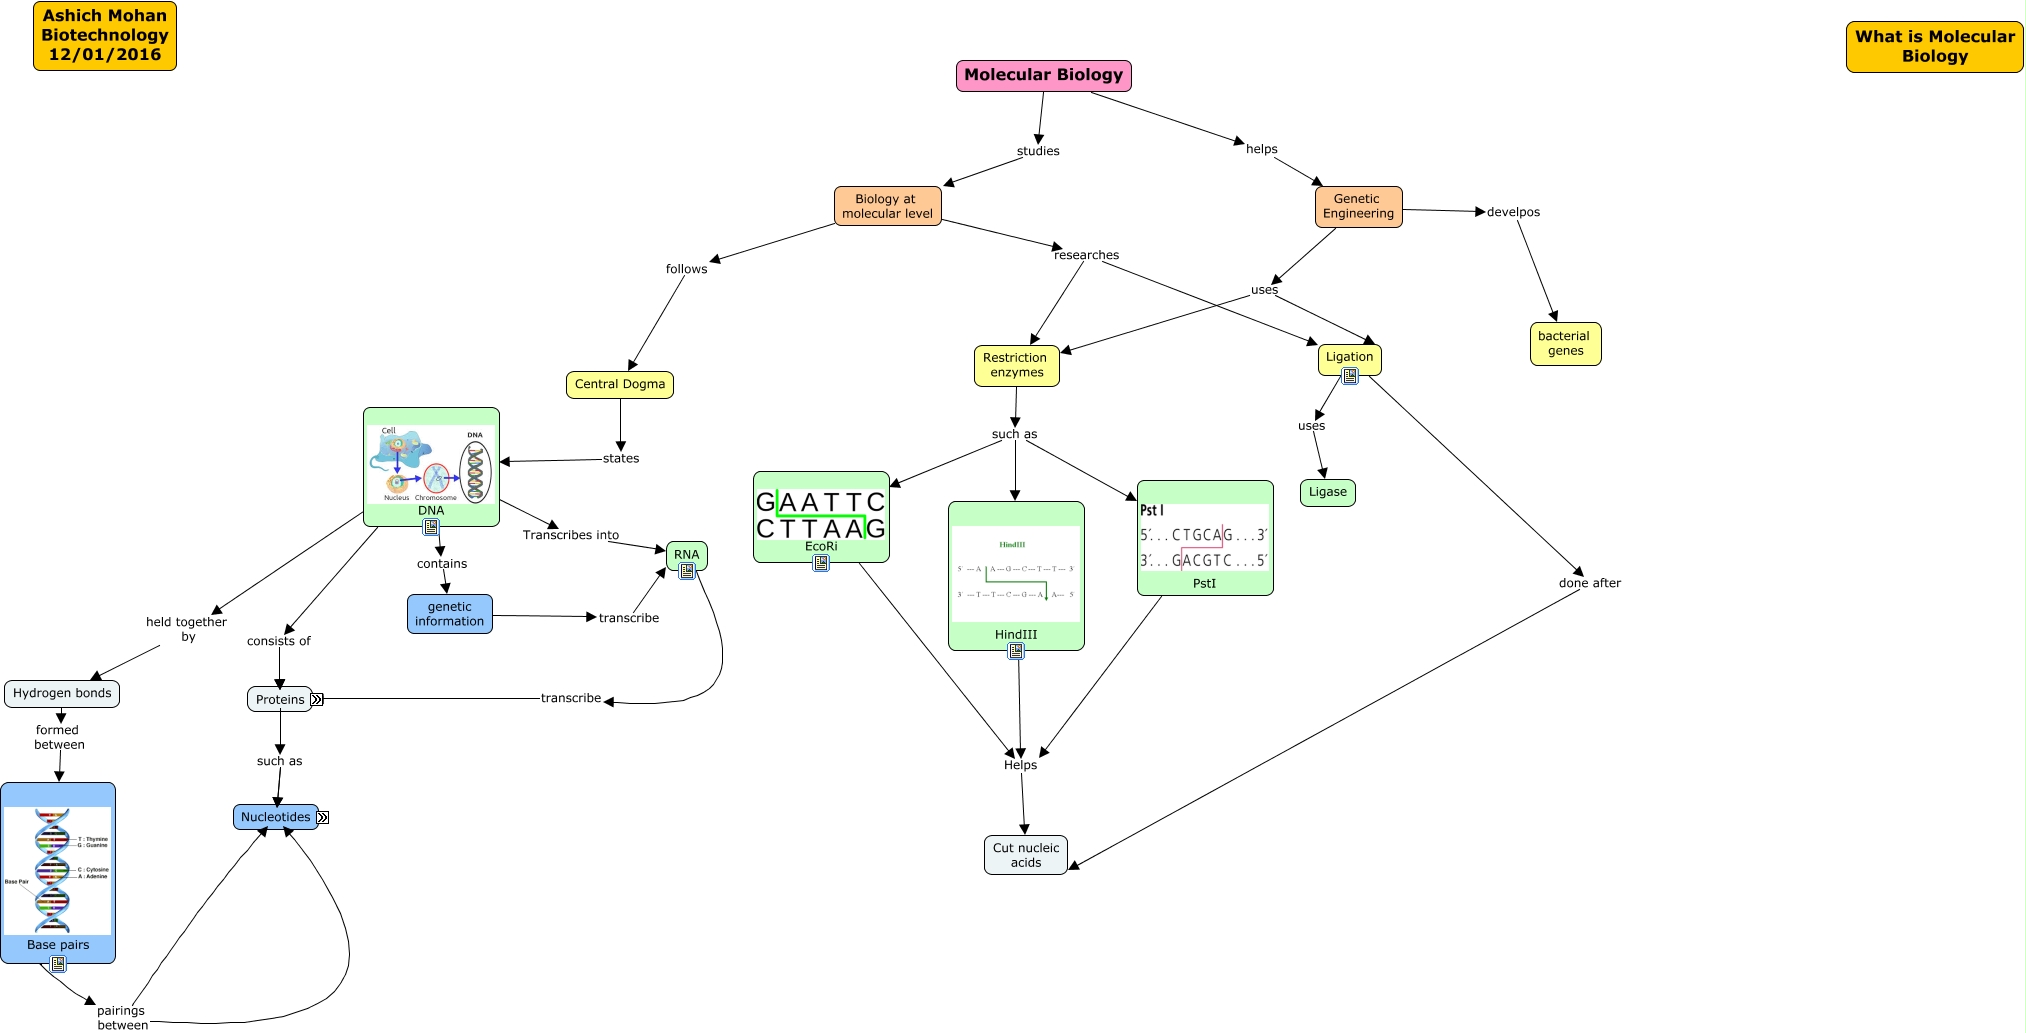 Ashich Mohan
Biotechnology
12/01/2016
What is Molecular
Biology
Molecular Biology
studies
helps
Biology at
molecular level
Genetic
Engineering
develpos
follows
researches
uses
bacterial
genes
Central Dogma
Restriction
enzymes
Ligation
states
such as
uses
Ligase
Cell
DNA
Nucleus
Chromosome
DNA
Transcribes into
RNA
contains
genetic
information
transcribe
GAATTC
CTTAAG
EcoRi
HindIII
5' --- A A --- G --- C --- T --- T --- 3'
3' --- T --- T --- C --- G --- A A --- 5'
HindIII
Pst I
5′... CTGCAG...3′
3′... GACGTC...5′
PstI
done after
held together
by
consists of
Hydrogen bonds
Proteins
transcribe
formed
between
such as
Helps
Nucleotides
T : Thymine
G : Guanine
C : Cytosine
A : Adenine
Base Pair
Base pairs
Cut nucleic
acids
pairings
between